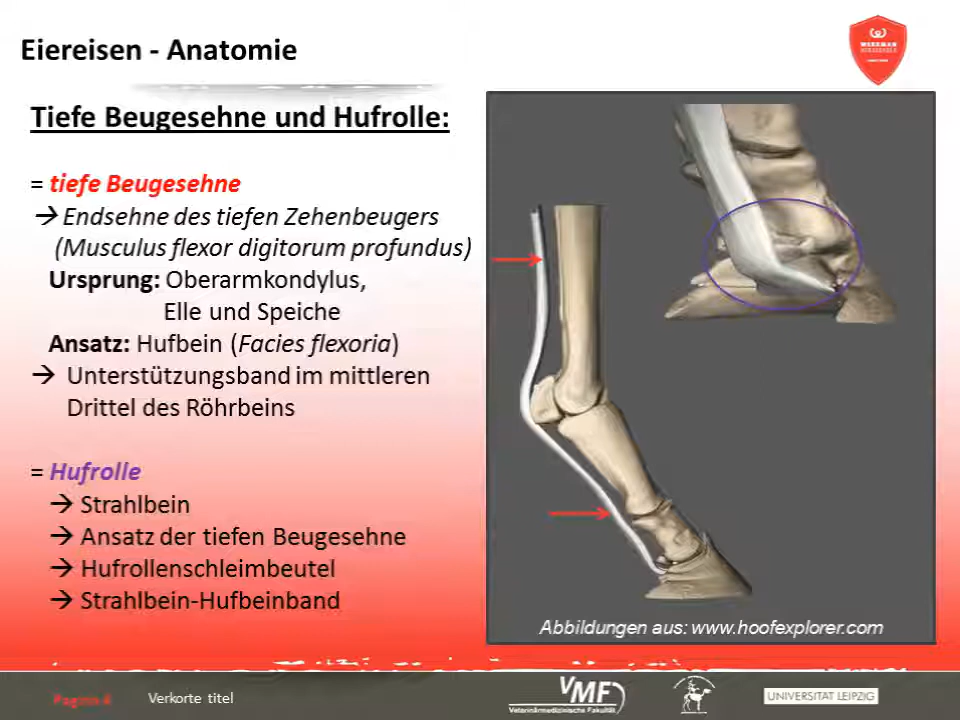 Eiereisen - Anatomie
Tiefe Beugesehne und Hufrolle:
= tiefe Beugesehne
→ Endsehne des tiefen Zehenbeugers
(Musculus flexor digitorum profundus)
Ursprung: Oberarmkondylus,
Elle und Speiche
Ansatz: Hufbein (Facies flexoria)
→ Unterstützungsband im mittleren
Drittel des Röhrbeins
= Hufrolle
→ Strahlbein
→ Ansatz der tiefen Beugesehne
→ Hufrollenschleimbeutel
→ Strahlbein-Hufbeinband
Abbildungen aus: www.hoofexplorer.com
Pagina 4
Verkorte titel
VMF
Veterinärmedizinische Fakultät
UNIVERSITÄT LEIPZIG